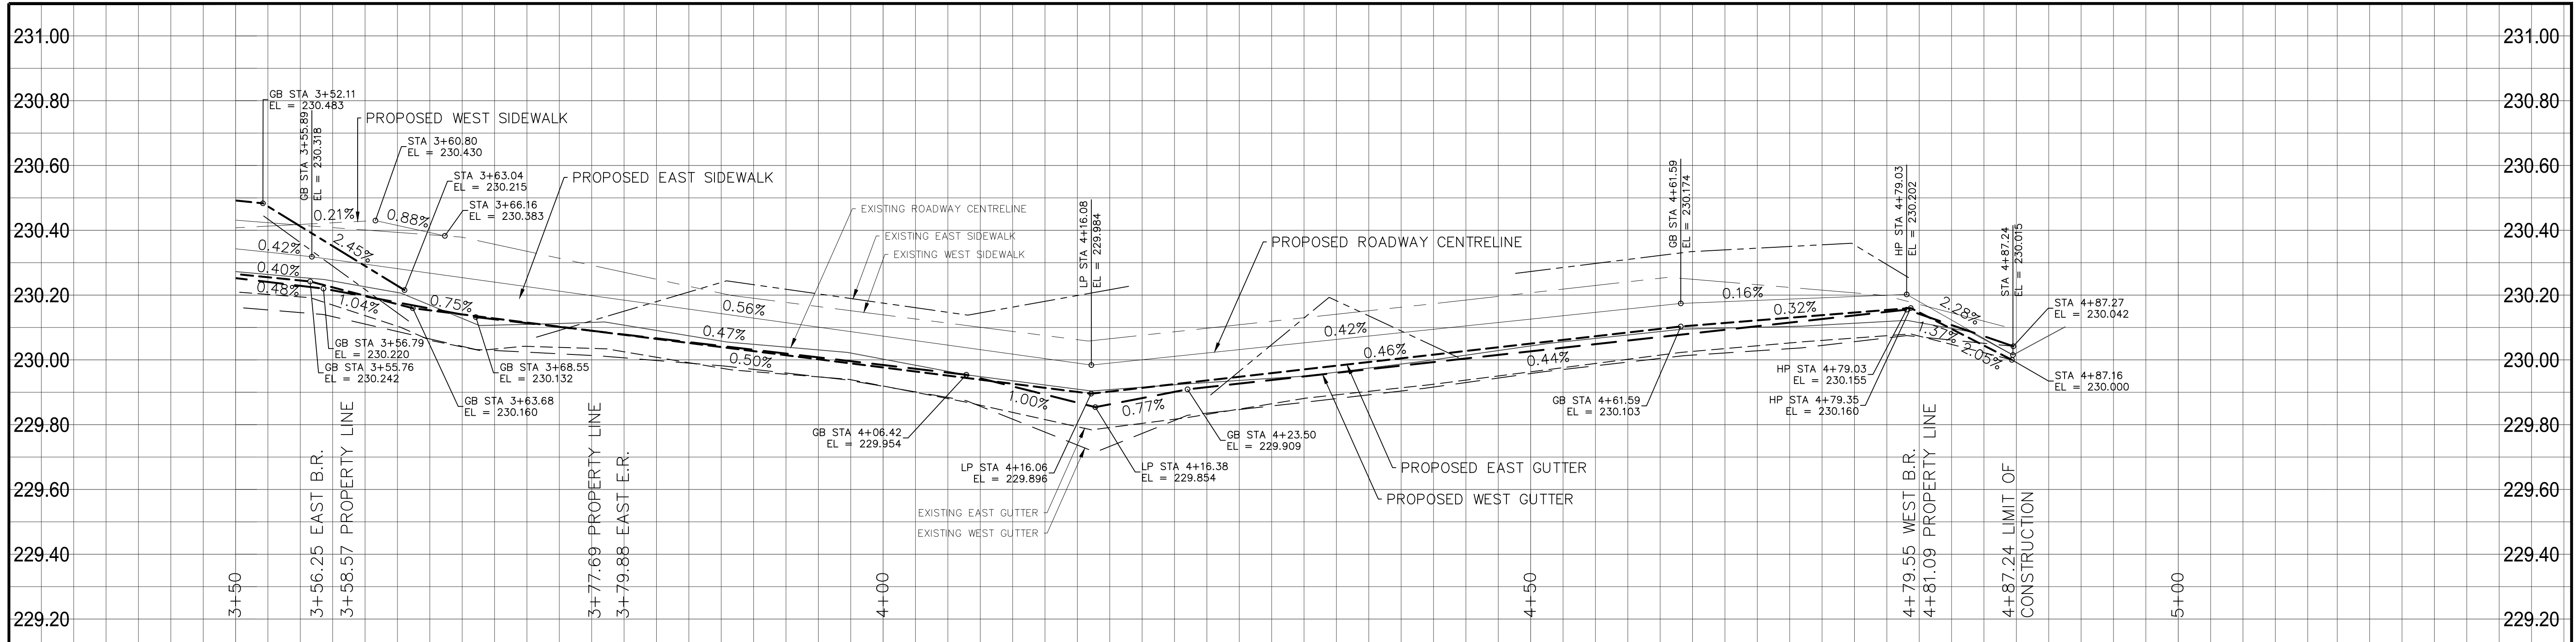 231.00
231.00
230.80
230.80
230.60
230.60
230.40
230.40
230.20
230.20
230.00
230.00
229.80
229.80
229.60
229.60
229.40
229.40
229.20
229.20
GB STA 3+52.11
EL = 230.483
GB STA 3+55.89
EL = 230.318
PROPOSED WEST SIDEWALK
STA 3+60.80
EL = 230.430
STA 3+63.04
EL = 230.215
STA 3+66.16
EL = 230.383
PROPOSED EAST SIDEWALK
0.21%
0.88%
2.45%
0.42%
0.40%
0.48%
1.04%
0.75%
GB STA 3+56.79
EL = 230.220
GB STA 3+55.76
EL = 230.242
GB STA 3+63.68
EL = 230.160
GB STA 3+68.55
EL = 230.132
EXISTING ROADWAY CENTRELINE
EXISTING EAST SIDEWALK
EXISTING WEST SIDEWALK
0.56%
0.47%
0.50%
GB STA 4+06.42
EL = 229.954
1.00%
LP STA 4+16.08
EL = 229.984
LP STA 4+16.06
EL = 229.896
LP STA 4+16.38
EL = 229.854
EXISTING EAST GUTTER
EXISTING WEST GUTTER
0.77%
GB STA 4+23.50
EL = 229.909
PROPOSED ROADWAY CENTRELINE
0.42%
0.46%
0.44%
PROPOSED EAST GUTTER
PROPOSED WEST GUTTER
GB STA 4+61.59
EL = 230.174
GB STA 4+61.59
EL = 230.103
0.16%
0.32%
HP STA 4+79.03
EL = 230.202
HP STA 4+79.03
EL = 230.155
HP STA 4+79.35
EL = 230.160
2.28%
1.37%
2.05%
STA 4+87.24
EL = 230.015
STA 4+87.27
EL = 230.042
STA 4+87.16
EL = 230.000
3+50
3+56.25 EAST B.R.
3+58.57 PROPERTY LINE
3+77.69 PROPERTY LINE
3+79.88 EAST E.R.
4+00
4+50
4+79.55 WEST B.R.
4+81.09 PROPERTY LINE
4+87.24 LIMIT OF
CONSTRUCTION
5+00